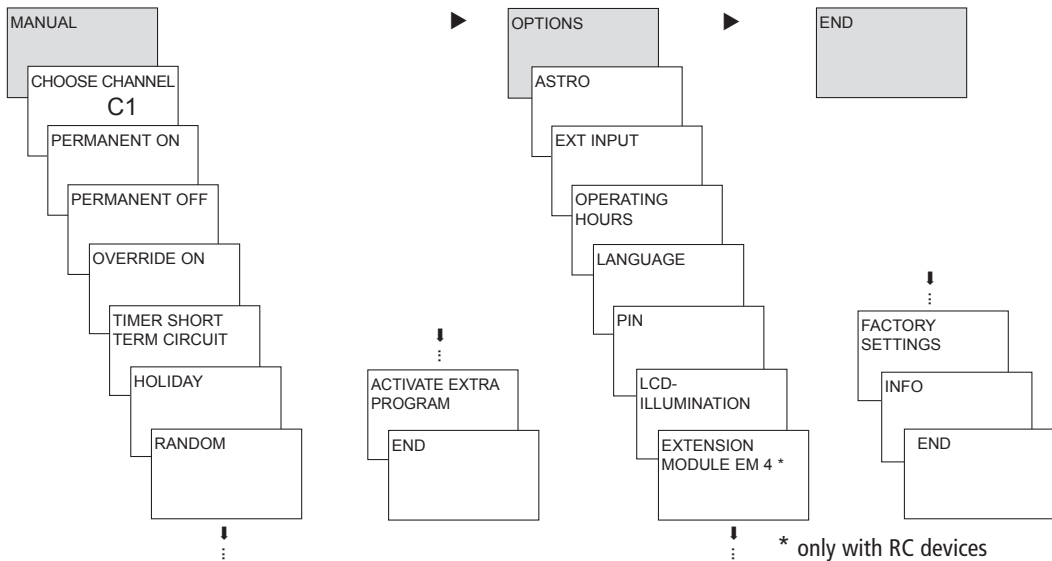 MANUAL
CHOOSE CHANNEL
C1
PERMANENT ON
PERMANENT OFF
OVERRIDE ON
TIMER SHORT
TERM CIRCUIT
HOLIDAY
RANDOM
ACTIVATE EXTRA
PROGRAM
END
OPTIONS
ASTRO
EXT INPUT
OPERATING
HOURS
LANGUAGE
PIN
LCD-
ILLUMINATION
EXTENSION
MODULE EM 4 *
FACTORY
SETTINGS
INFO
END
END
* only with RC devices